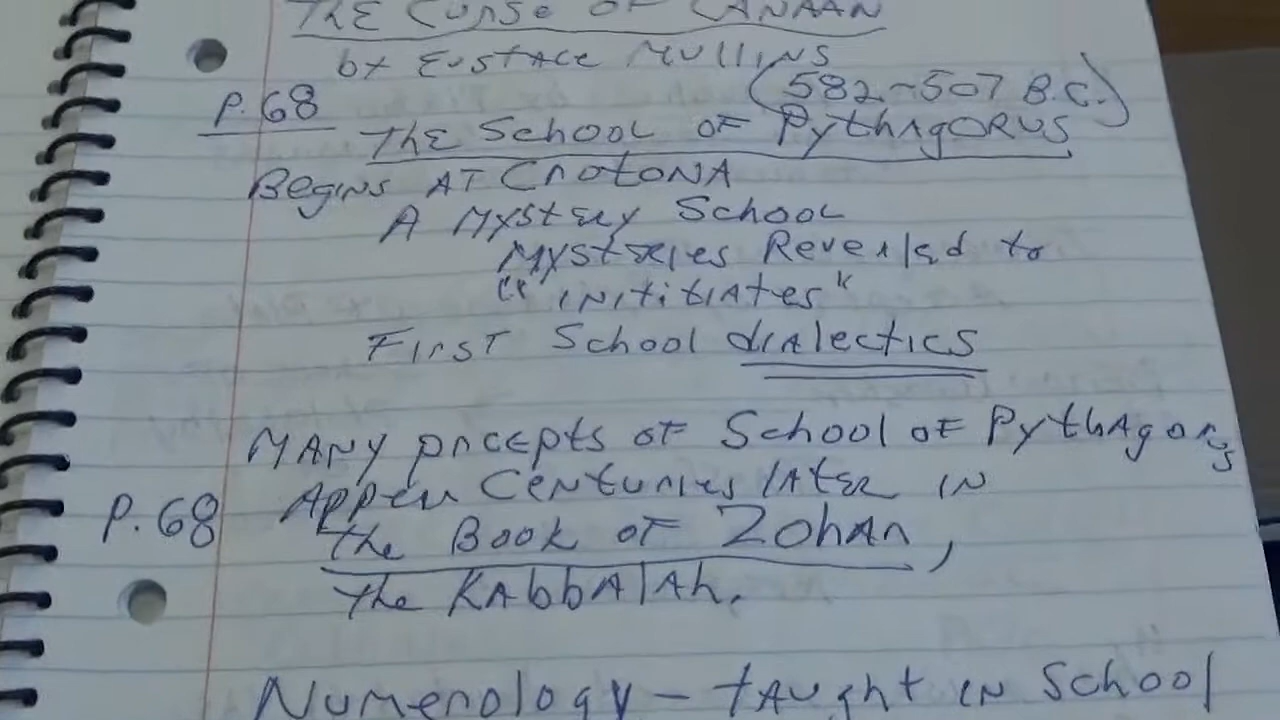 THE CURSE OF CANAAN
by EUSTACE MULLINS
(582-507 B.C.)
P. 68
THE SCHOOL OF PythAGORUS
BEGINS AT CROTONA
A MYSTERY SCHOOL
MYSTERIES REVEALED to
"INITITIATES"
FIRST SCHOOL dIALECTICS
MANY precepts OF SCHOOL OF PYTHAGORUS
P. 68 APPEAR CENTURIES LATER IN
the BOOK OF ZOHAR,
the KAbbALAH.
NUMEROLOGY - TAUGHT IN SCHOOL